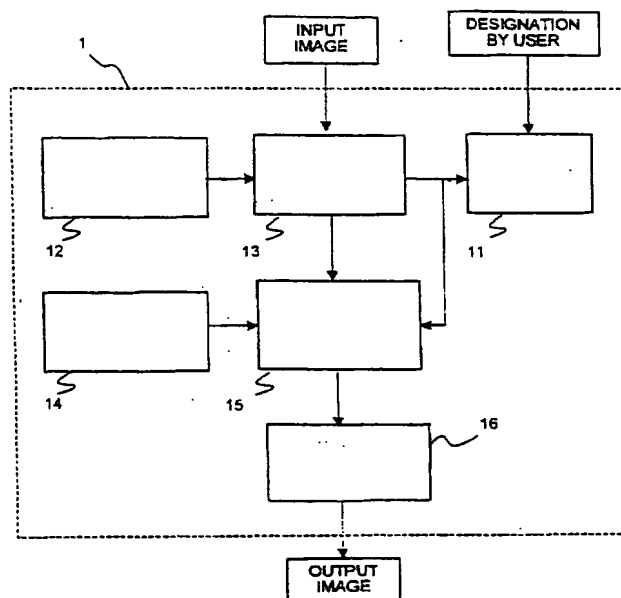 INPUT
IMAGE
DESIGNATION
BY USER
1
12
13
11
14
15
16
OUTPUT
IMAGE